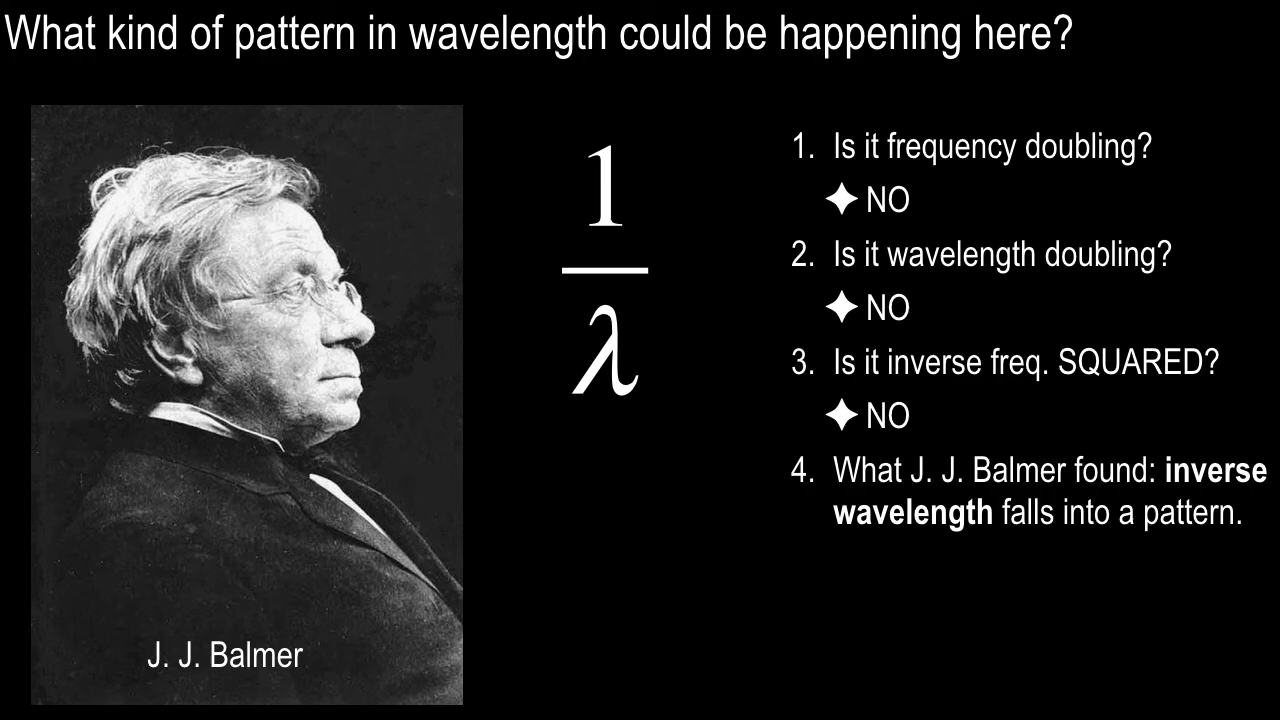 What kind of pattern in wavelength could be happening here?
1
λ
1. Is it frequency doubling?
✦ NO
2. Is it wavelength doubling?
✦ NO
3. Is it inverse freq. SQUARED?
✦ NO
4. What J. J. Balmer found: inverse
wavelength falls into a pattern.
J. J. Balmer